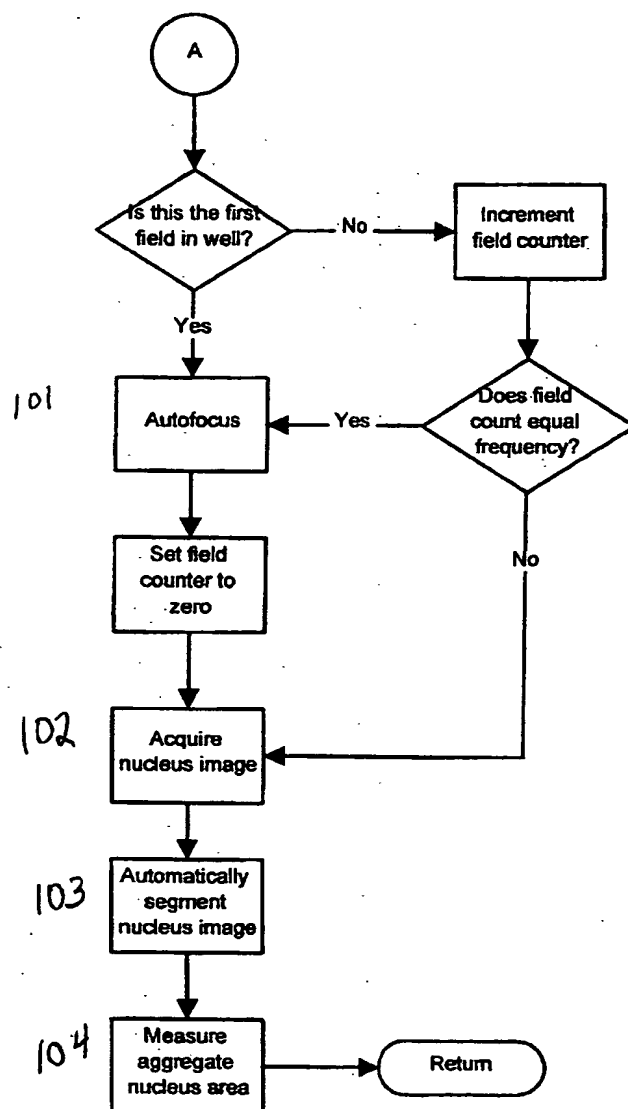 A
Is this the first
field in well?
No
Increment
field counter
Yes
101
Autofocus
Yes
Does field
count equal
frequency?
Set field
counter to
zero
No
102
Acquire
nucleus image
103
Automatically
segment
nucleus image
104
Measure
aggregate
nucleus area
Return